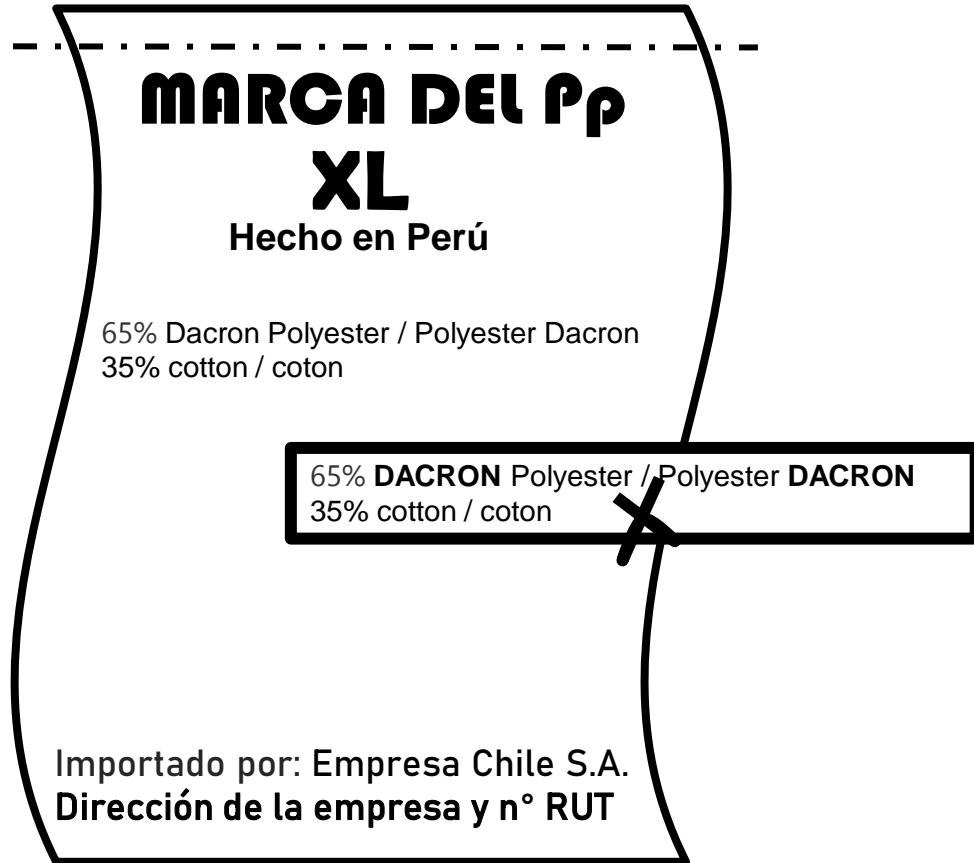 MARCA DEL Pp
XL
Hecho en Perú
65% Dacron Polyester / Polyester Dacron
35% cotton / coton
65% DACRON Polyester / Polyester DACRON
35% cotton / coton
Importado por: Empresa Chile S.A.
Dirección de la empresa y n° RUT